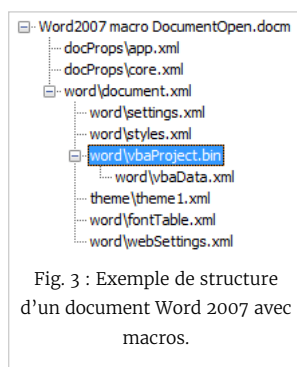 Word2007 macro DocumentOpen.docm
docProps\app.xml
docProps\core.xml
word\document.xml
word\settings.xml
word\styles.xml
word\vbaProject.bin
word\vbaData.xml
theme\theme1.xml
word\fontTable.xml
word\webSettings.xml
Fig. 3 : Exemple de structure
d’un document Word 2007 avec
macros.